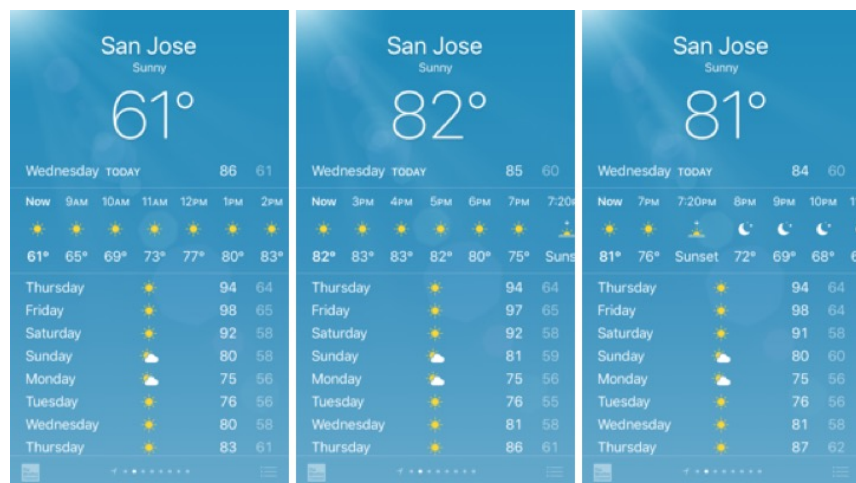 San Jose
Sunny
61°
Wednesday TODAY 86 61
Now 9AM 10AM 11AM 12PM 1PM 2PM
61° 65° 69° 73° 77° 80° 83°
Thursday 94 64
Friday 98 65
Saturday 92 58
Sunday 80 58
Monday 75 56
Tuesday 76 56
Wednesday 80 58
Thursday 83 61
San Jose
Sunny
82°
Wednesday TODAY 85 60
Now 3PM 4PM 5PM 6PM 7PM 7:20P
82° 83° 83° 82° 80° 75° Suns
Thursday 94 64
Friday 97 65
Saturday 92 58
Sunday 81 59
Monday 75 56
Tuesday 76 55
Wednesday 81 58
Thursday 86 61
San Jose
Sunny
81°
Wednesday TODAY 84 60
Now 7PM 7:20PM 8PM 9PM 10PM 1
81° 76° Sunset 72° 69° 68° 6
Thursday 94 64
Friday 98 64
Saturday 91 58
Sunday 80 60
Monday 75 56
Tuesday 76 56
Wednesday 81 58
Thursday 87 62